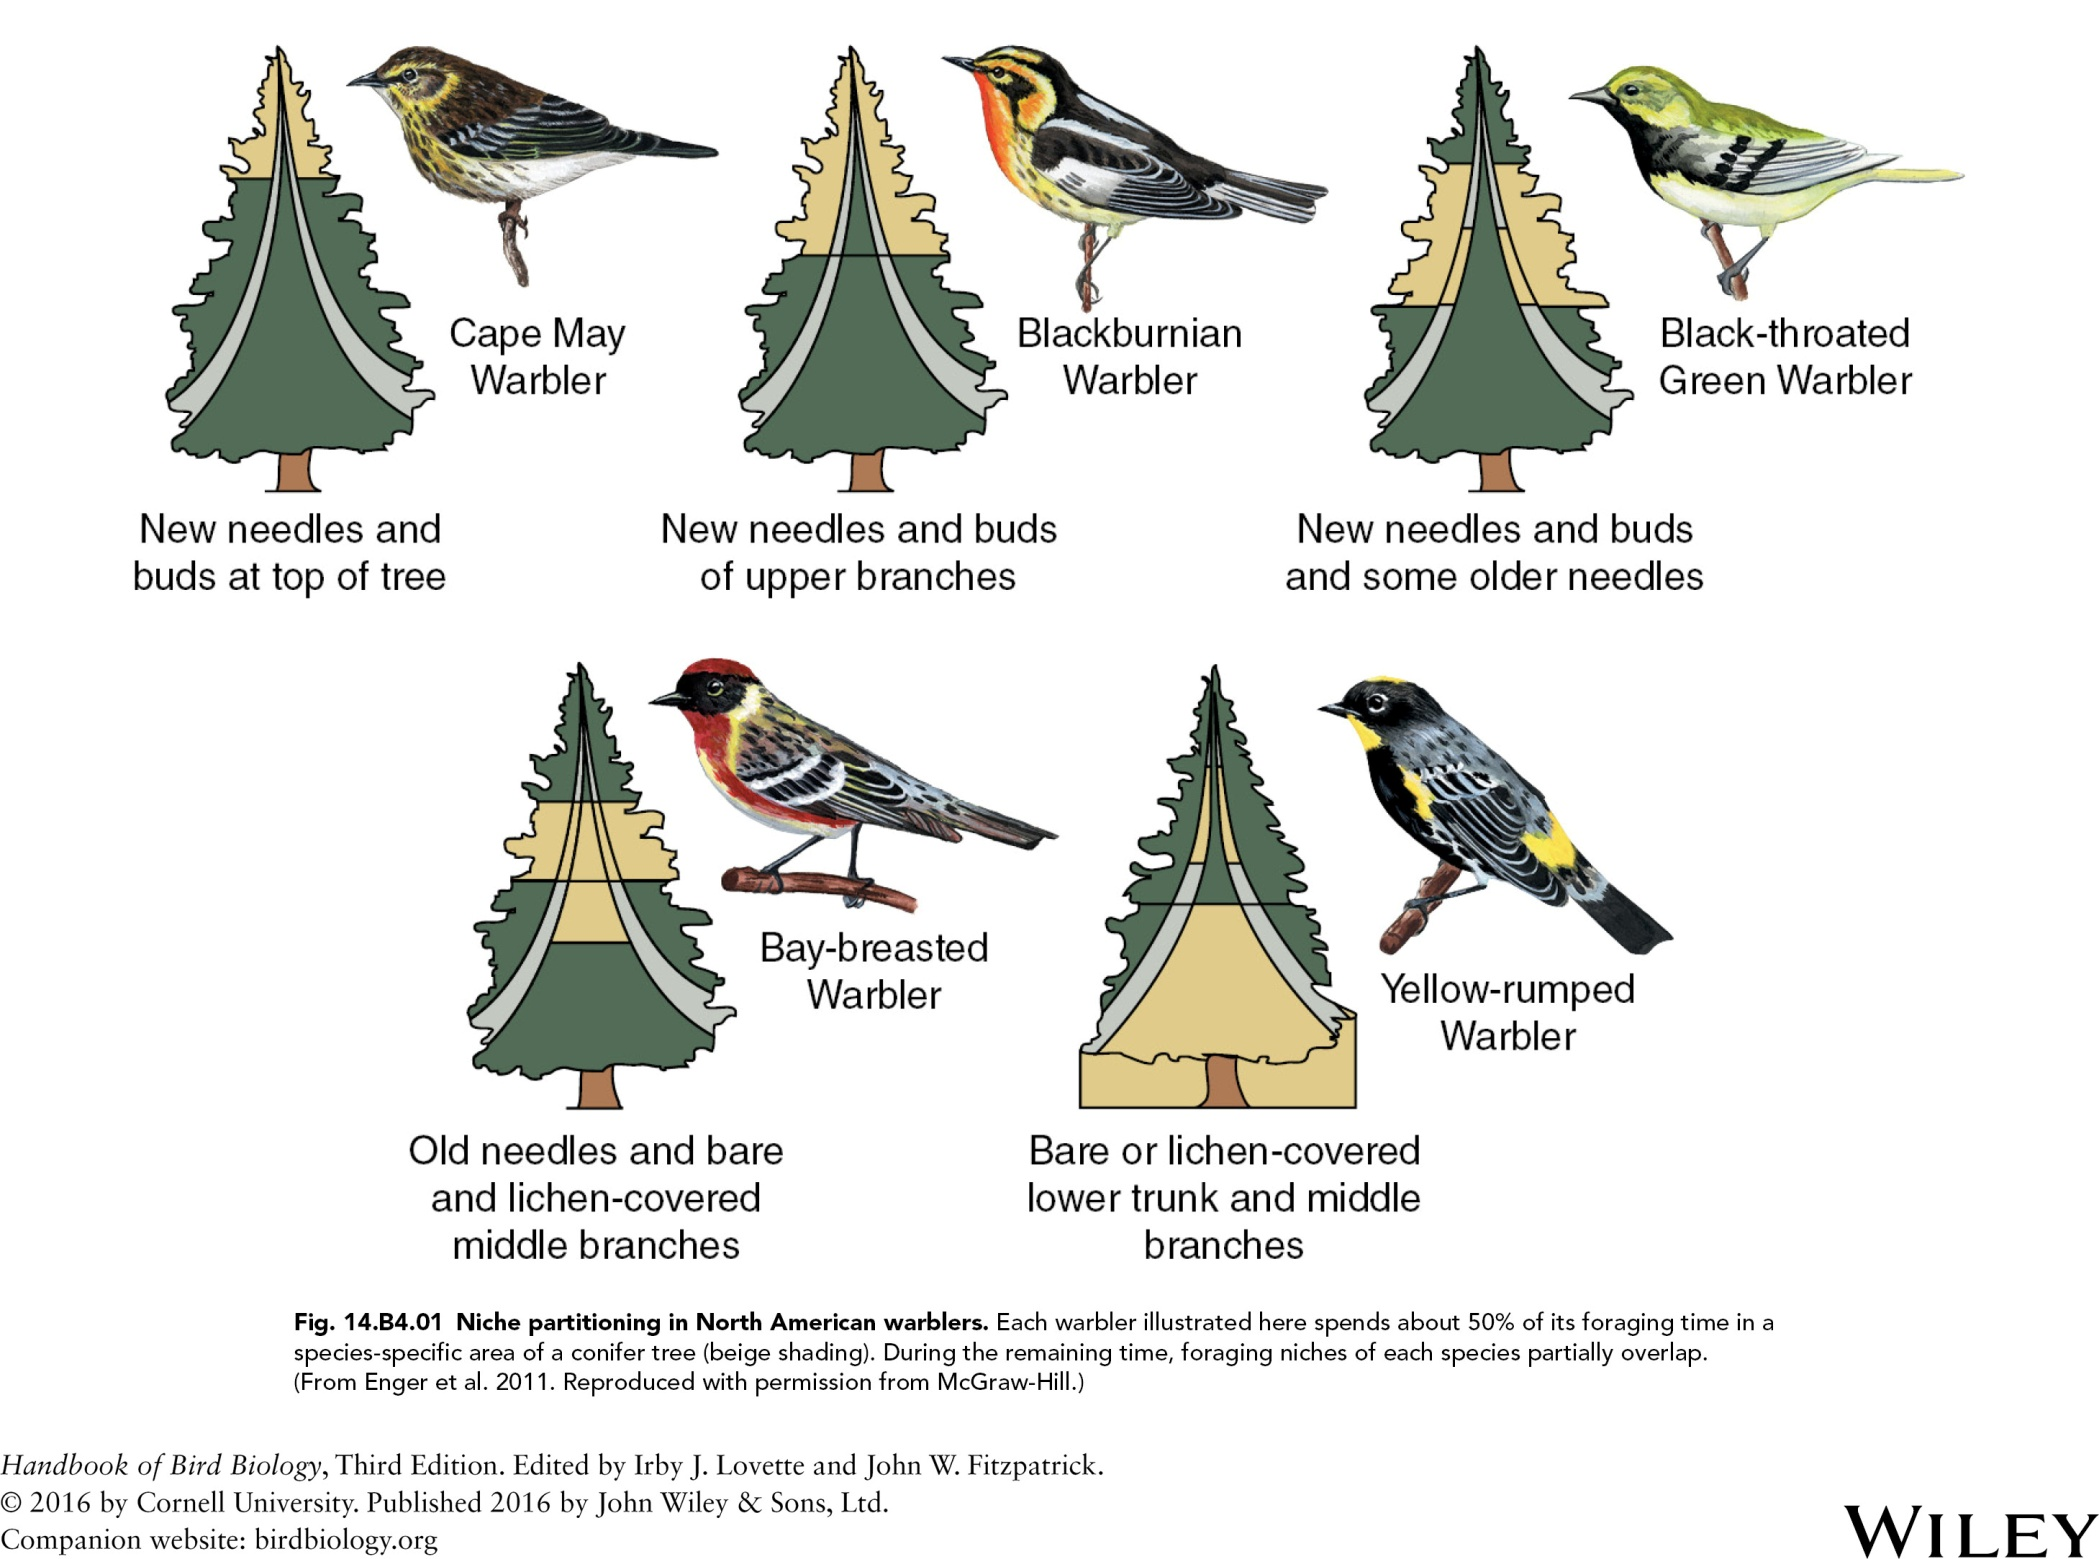 Cape May
Warbler
Blackburnian
Warbler
Black-throated
Green Warbler
New needles and
buds at top of tree
New needles and buds
of upper branches
New needles and buds
and some older needles
Bay-breasted
Warbler
Yellow-rumped
Warbler
Old needles and bare
and lichen-covered
middle branches
Bare or lichen-covered
lower trunk and middle
branches
Fig. 14.B4.01 Niche partitioning in North American warblers. Each warbler illustrated here spends about 50% of its foraging time in a
species-specific area of a conifer tree (beige shading). During the remaining time, foraging niches of each species partially overlap.
(From Enger et al. 2011. Reproduced with permission from McGraw-Hill.)
Handbook of Bird Biology, Third Edition. Edited by Irby J. Lovette and John W. Fitzpatrick.
© 2016 by Cornell University. Published 2016 by John Wiley & Sons, Ltd.
Companion website: birdbiology.org
WILEY